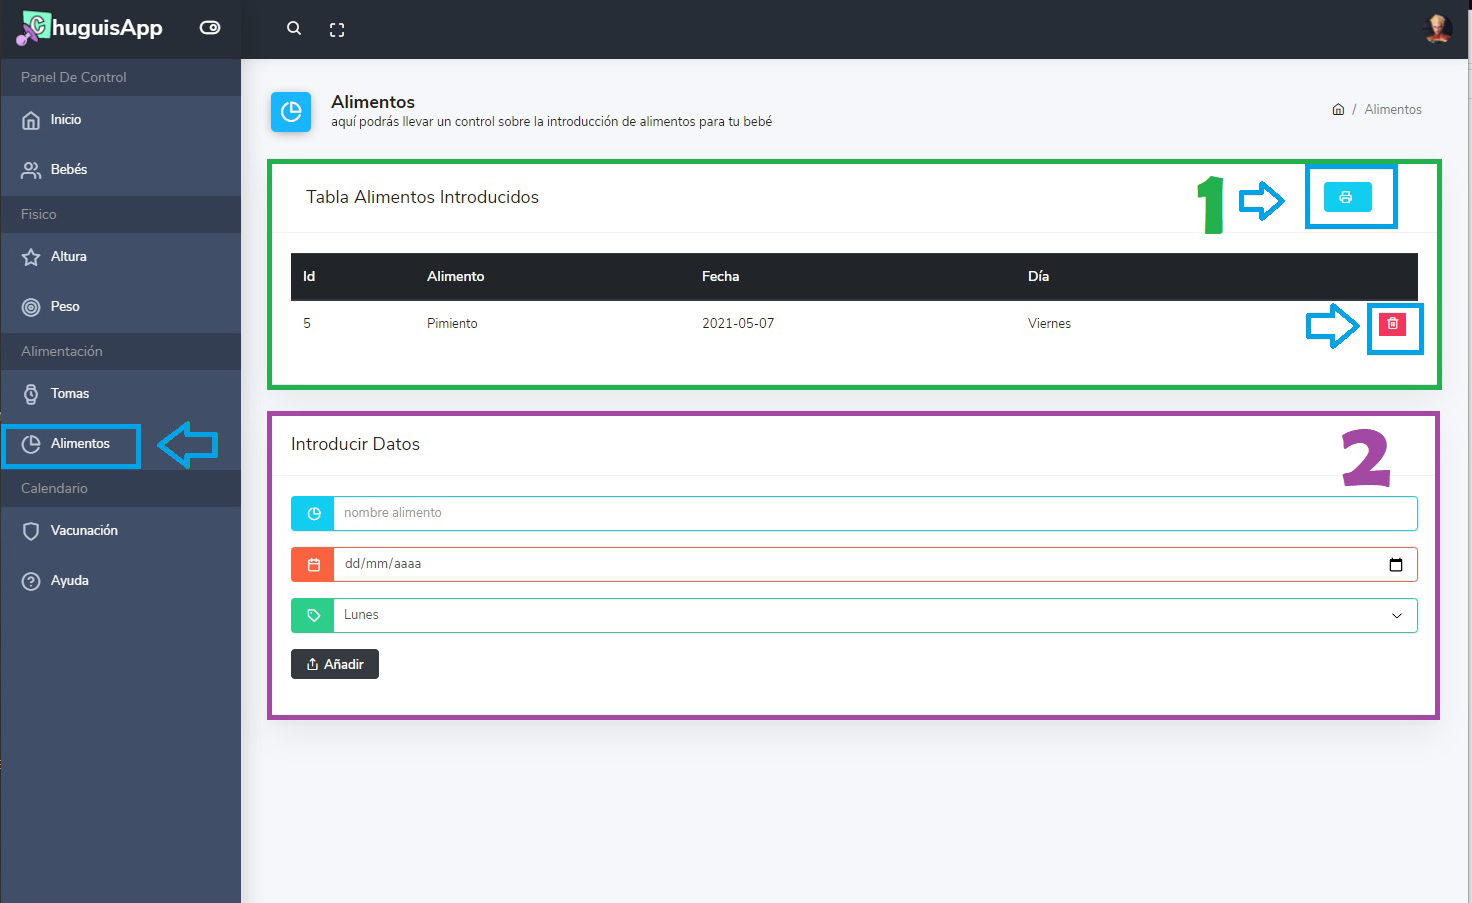 ChuguisApp
Panel De Control
Inicio
Bebés
Fisico
Altura
Peso
Alimentación
Tomas
Alimentos
Calendario
Vacunación
Ayuda
Alimentos
aquí podrás llevar un control sobre la introducción de alimentos para tu bebé
/ Alimentos
Tabla Alimentos Introducidos
1
Id Alimento Fecha Día
5 Pimiento 2021-05-07 Viernes
Introducir Datos
2
nombre alimento
dd/mm/aaaa
Lunes
Añadir